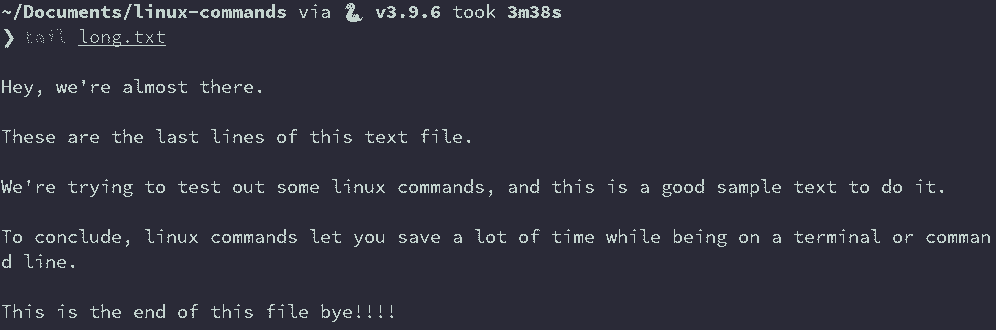 ~/Documents/linux-commands via 🐍 v3.9.6 took 3m38s
❯ tail long.txt
Hey, we're almost there.
These are the last lines of this text file.
We're trying to test out some linux commands, and this is a good sample text to do it.
To conclude, linux commands let you save a lot of time while being on a terminal or comman
d line.
This is the end of this file bye!!!!